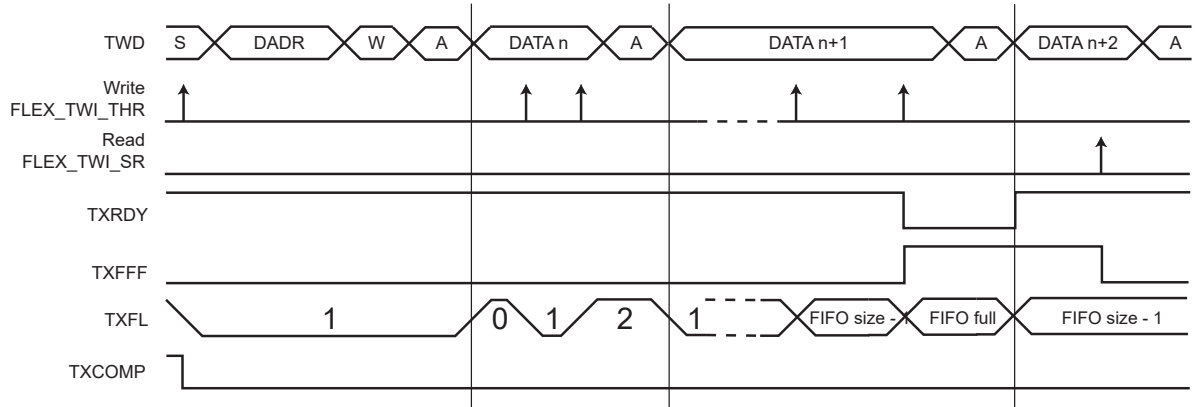 TWD S DADR W A DATA n A DATA n+1 A DATA n+2 A
Write
FLEX_TWI_THR
Read
FLEX_TWI_SR
TXRDY
TXFFF
TXFL 1 0 1 2 1 FIFO size - 1 FIFO full FIFO size - 1
TXCOMP